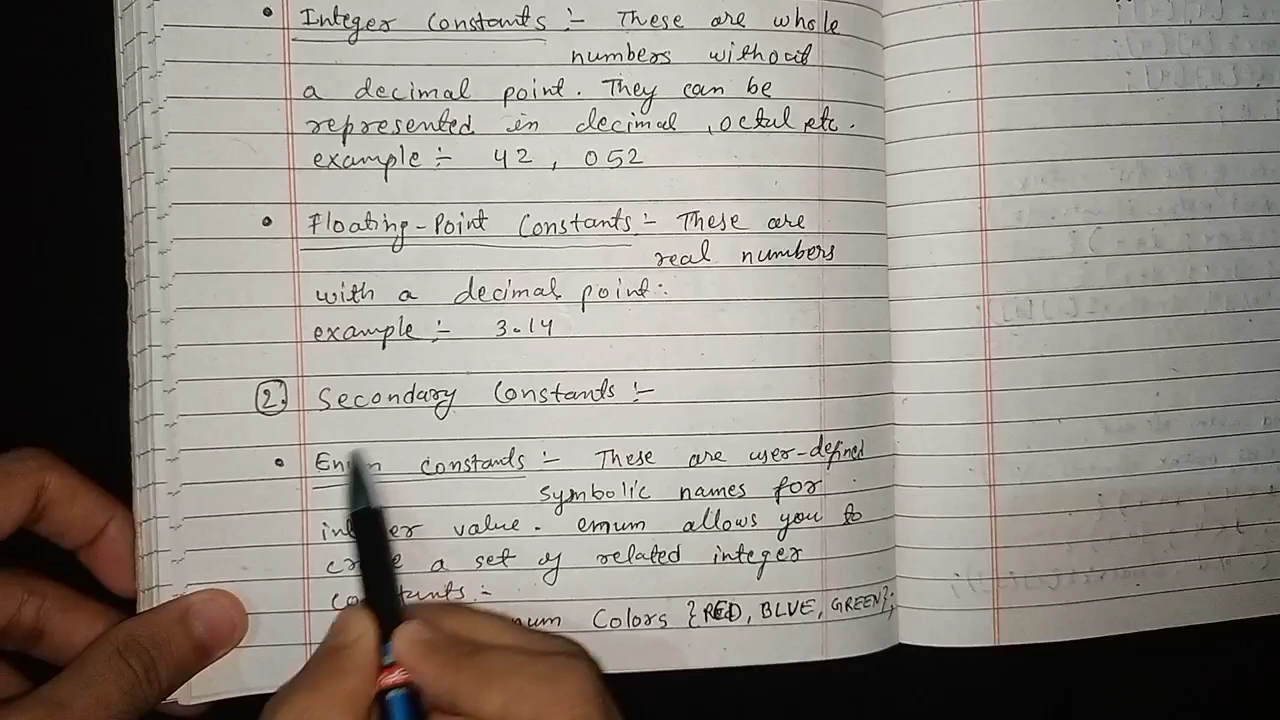 • Integer Constants :- These are whole
numbers without
a decimal point. They can be
represented in decimal, octal etc.
example :- 42, 052
• Floating-Point Constants :- These are
real numbers
with a decimal point:
example :- 3.14
2. Secondary Constants :-
• Constants :- These are user-defined
symbolic names for
value. emum allows you to
a set of related integer
:-
Colors {RED, BLUE, GREEN};